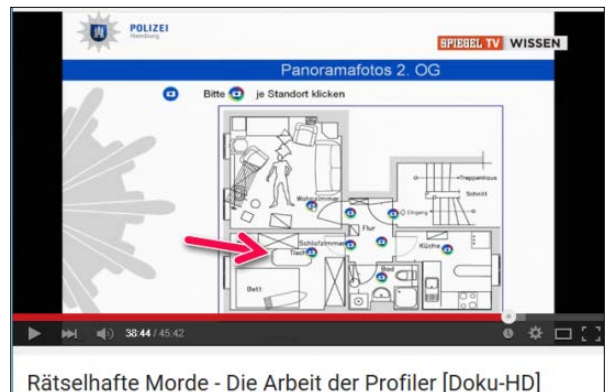 POLIZEI
Hamburg
SPIEGEL TV WISSEN
Panoramafotos 2. OG
Bitte je Standort klicken
Treppenhaus
Schnitt
Wohnzimmer
Eingang
Flur
Schlafzimmer
Küche
Tisch
Bad
Bett
38:44 / 45:42
Rätselhafte Morde - Die Arbeit der Profiler [Doku-HD]